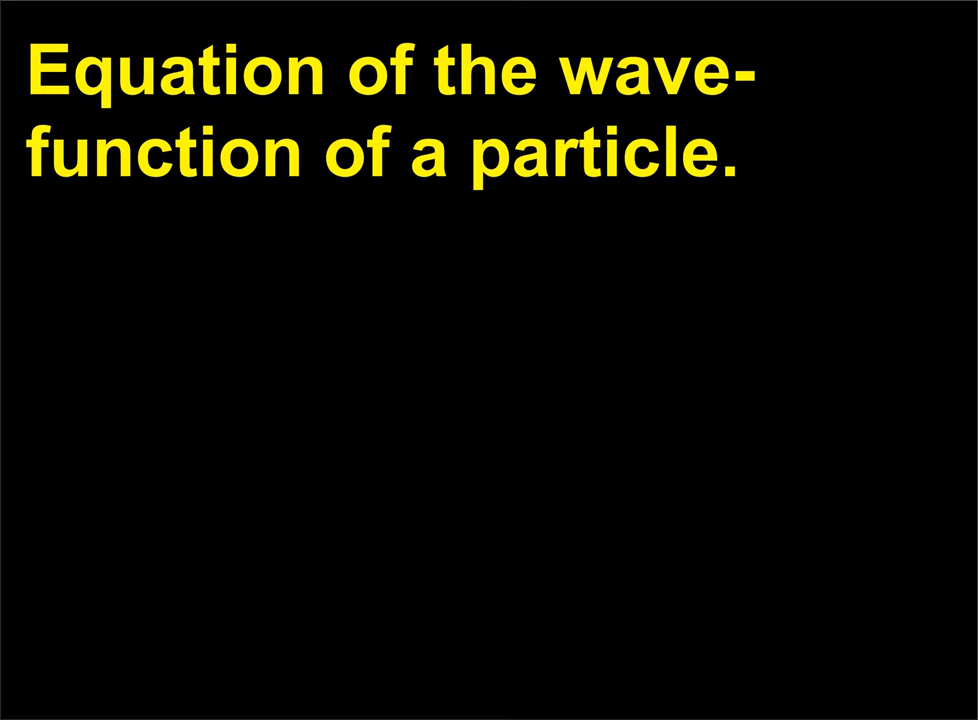 Equation of the wave-
function of a particle.